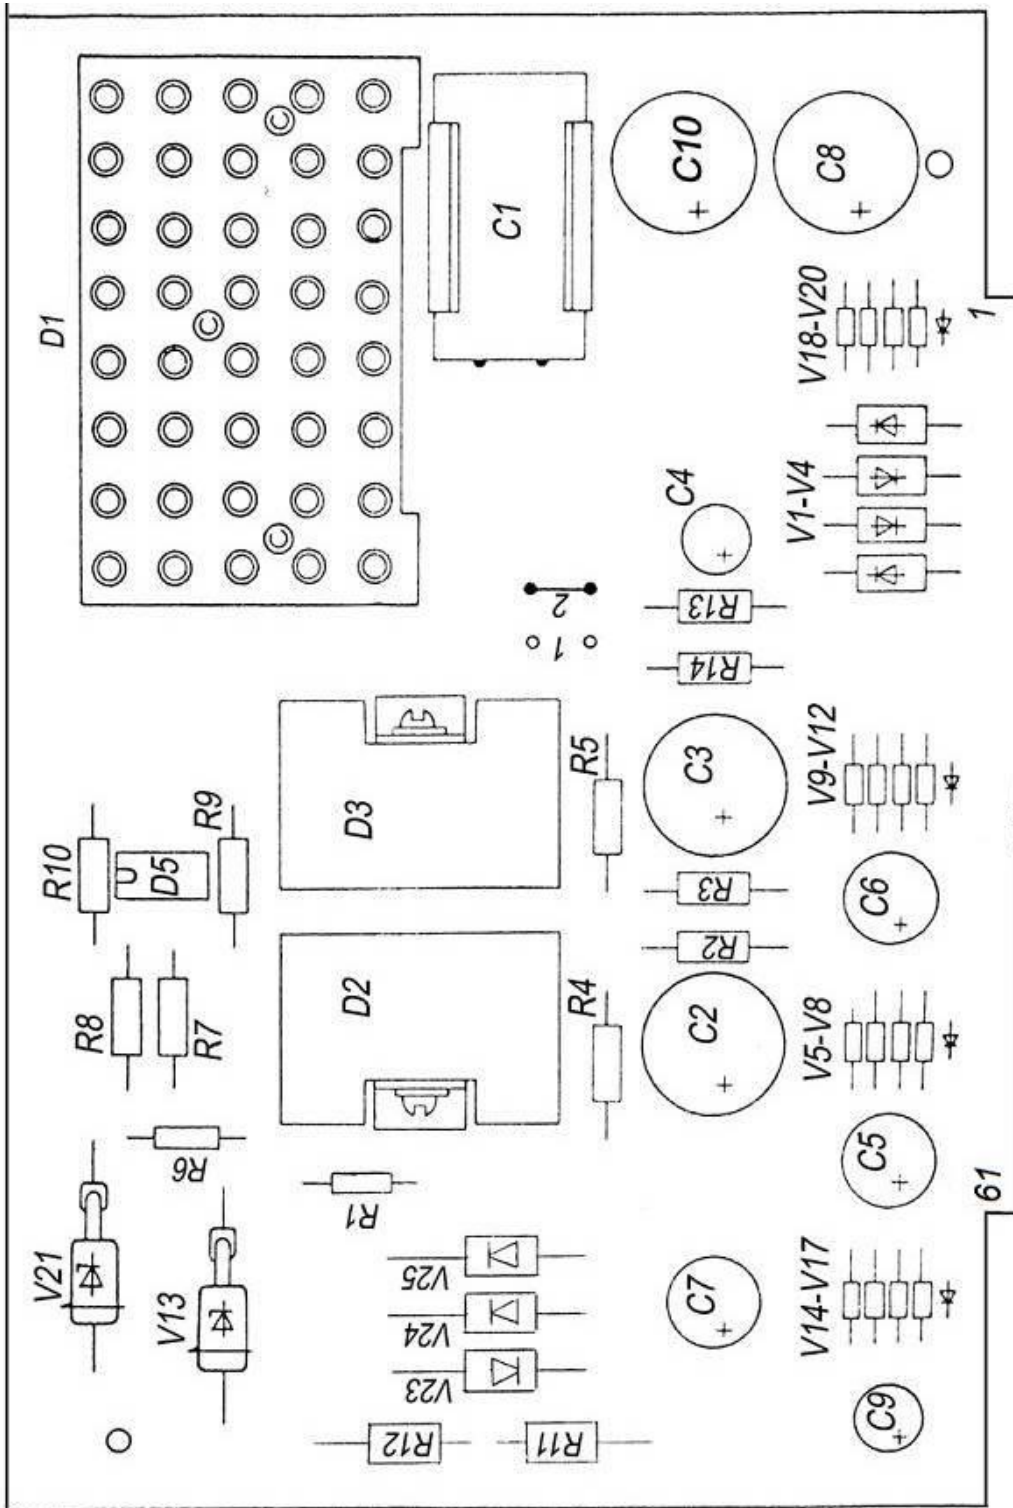 C10
C8
C1
D1
V18-V20
1
C4
V1-V4
2
R13
1
R14
R5
C3
V9-V12
D3
R9
R10
D5
R3
C6
R2
D2
R4
C2
R8
R7
V5-V8
R6
C5
R1
61
V21
V25
V13
V24
C7
V14-V17
V23
R12
R11
C9